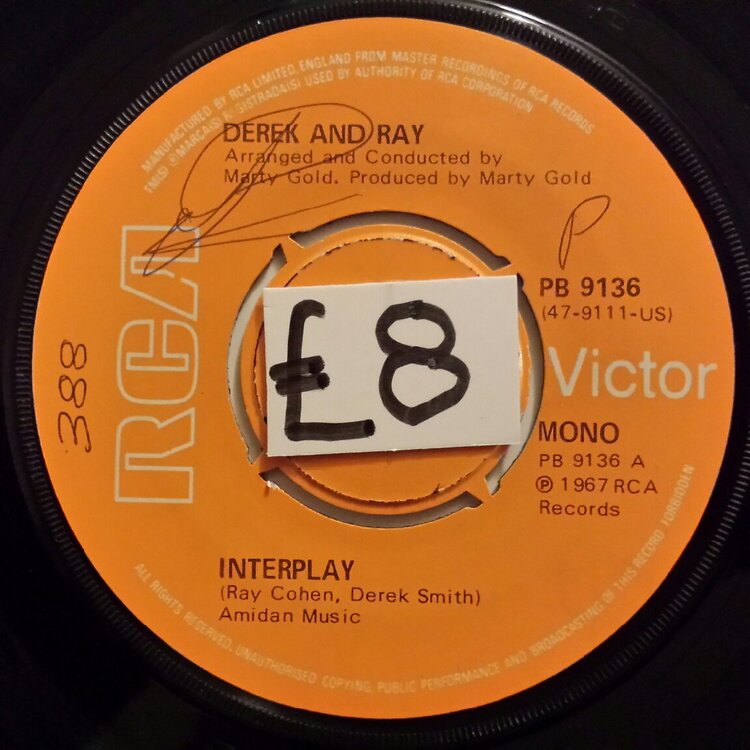 MANUFACTURED BY RCA LIMITED, ENGLAND FROM MASTER RECORDINGS OF RCA RECORDS
TM(S) ® MARCA(S) REGISTRADA(S) USED BY AUTHORITY OF RCA CORPORATION
DEREK AND RAY
Arranged and Conducted by
Marty Gold. Produced by Marty Gold
P
PB 9136
(47-9111-US)
RCA
£8
Victor
388
MONO
PB 9136 A
℗ 1967 RCA
Records
INTERPLAY
(Ray Cohen, Derek Smith)
Amidan Music
ALL RIGHTS RESERVED, UNAUTHORISED COPYING, PUBLIC PERFORMANCE AND BROADCASTING OF THIS RECORD FORBIDDEN